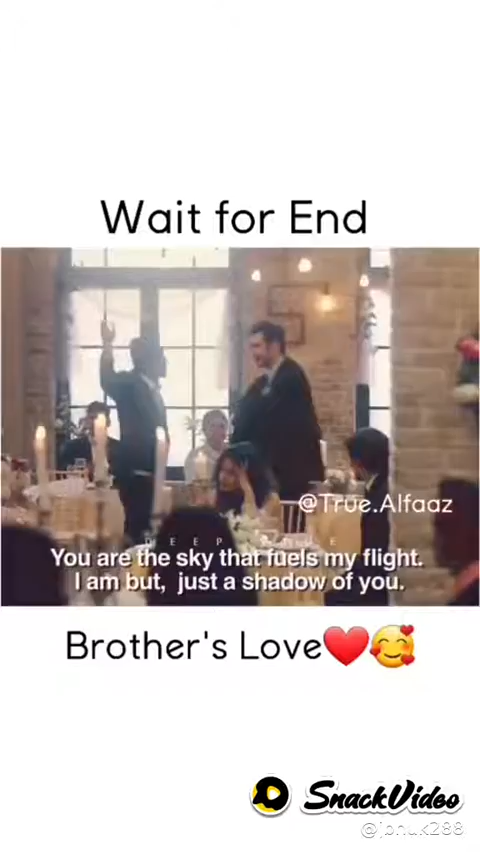 Wait for End
@True.Alfaaz
You are the sky that fuels my flight.
I am but, just a shadow of you.
Brother's Love❤️🥰
SnackVideo